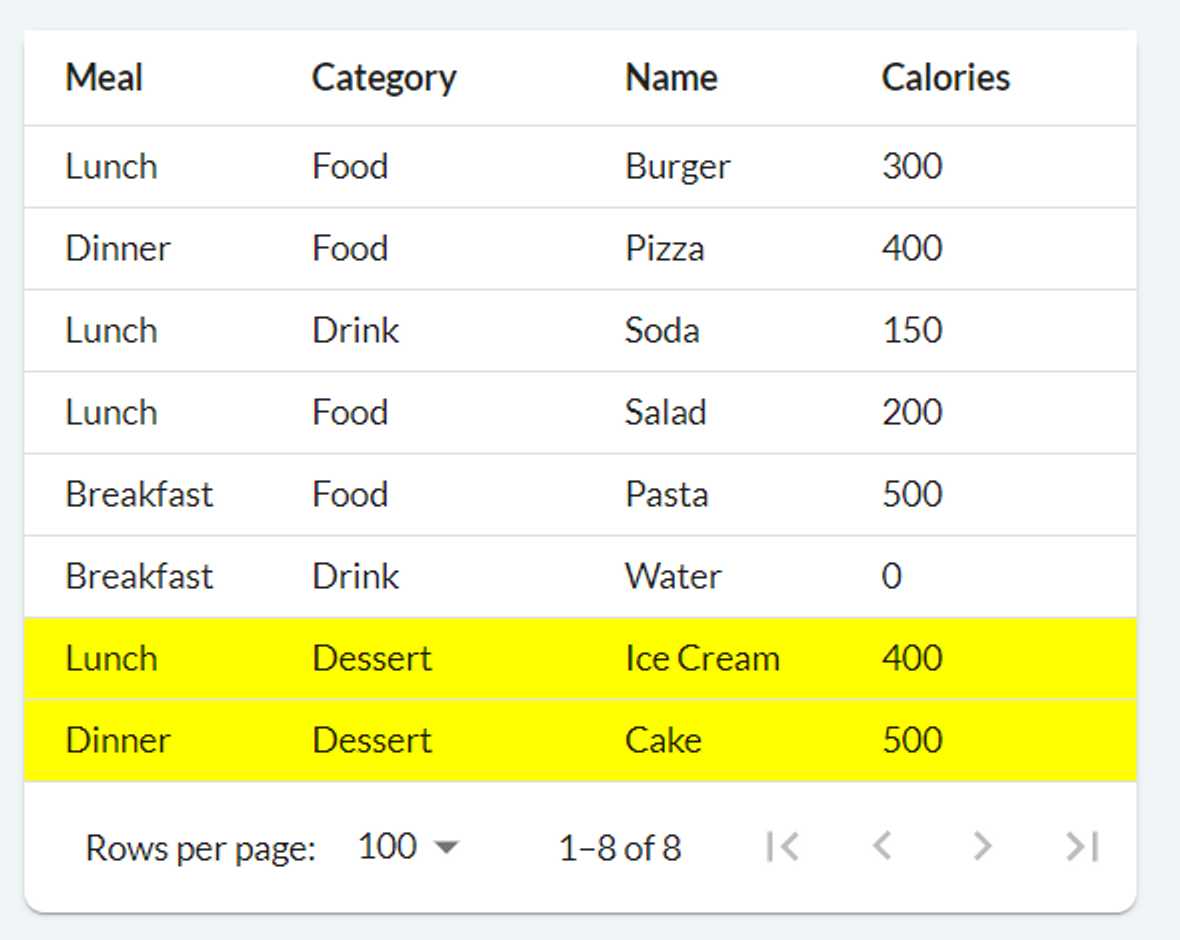 Meal Category Name Calories
Lunch Food Burger 300
Dinner Food Pizza 400
Lunch Drink Soda 150
Lunch Food Salad 200
Breakfast Food Pasta 500
Breakfast Drink Water 0
Lunch Dessert Ice Cream 400
Dinner Dessert Cake 500
Rows per page: 100 1–8 of 8